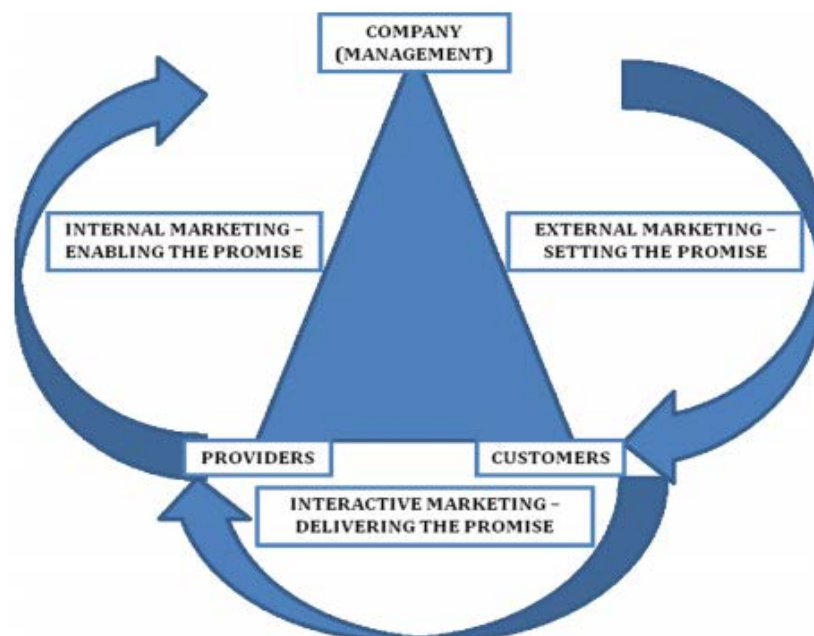 COMPANY
(MANAGEMENT)
INTERNAL MARKETING –
ENABLING THE PROMISE
EXTERNAL MARKETING –
SETTING THE PROMISE
PROVIDERS
CUSTOMERS
INTERACTIVE MARKETING –
DELIVERING THE PROMISE